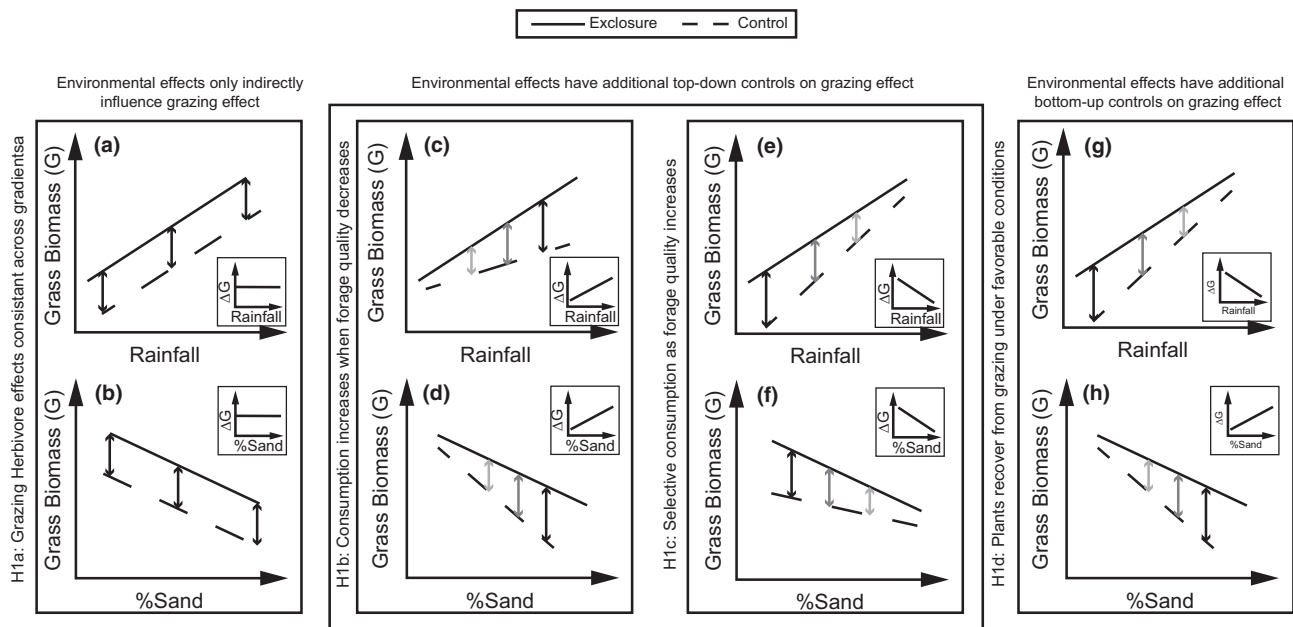 Exclosure
Control
Environmental effects only indirectly
influence grazing effect
Environmental effects have additional top-down controls on grazing effect
Environmental effects have additional
bottom-up controls on grazing effect
H1a: Grazing Herbivore effects consistant across gradientsa
(a)
Grass Biomass (G)
Rainfall
ΔG
Rainfall
(b)
Grass Biomass (G)
%Sand
ΔG
%Sand
H1b: Consumption increases when forage quality decreases
(c)
Grass Biomass (G)
Rainfall
ΔG
Rainfall
(d)
Grass Biomass (G)
%Sand
ΔG
%Sand
H1c: Selective consumption as forage quality increases
(e)
Grass Biomass (G)
Rainfall
ΔG
Rainfall
(f)
Grass Biomass (G)
%Sand
ΔG
%Sand
H1d: Plants recover from grazing under favorable conditions
(g)
Grass Biomass (G)
Rainfall
ΔG
Rainfall
(h)
Grass Biomass (G)
%Sand
ΔG
%Sand